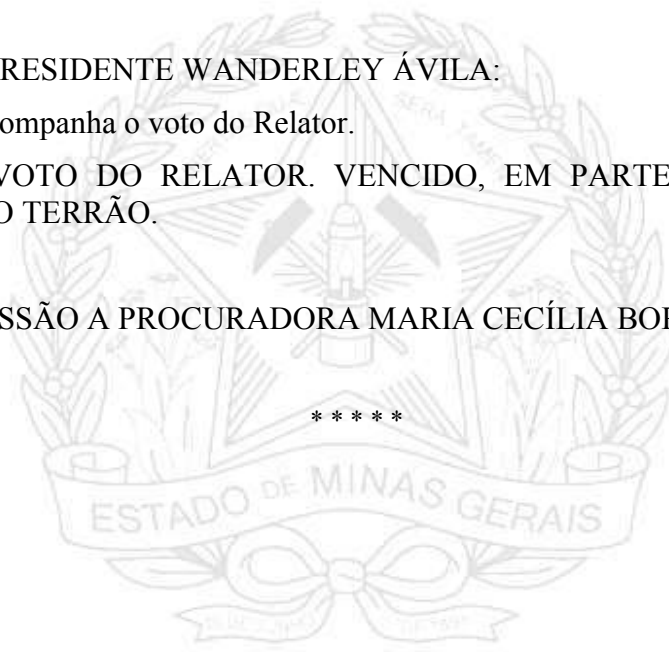 RESIDENTE WANDERLEY ÁVILA:
ompanha o voto do Relator.
VOTO DO RELATOR. VENCIDO, EM PARTE
O TERRÃO.
SSÃO A PROCURADORA MARIA CECÍLIA BO
* * * * *
ESTADO DE MINAS GERAIS